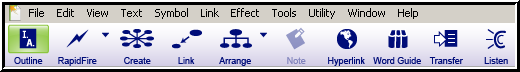 File Edit View Text Symbol Link Effect Tools Utility Window Help
I.
A.
Outline RapidFire Create Link Arrange Note Hyperlink Word Guide Transfer Listen